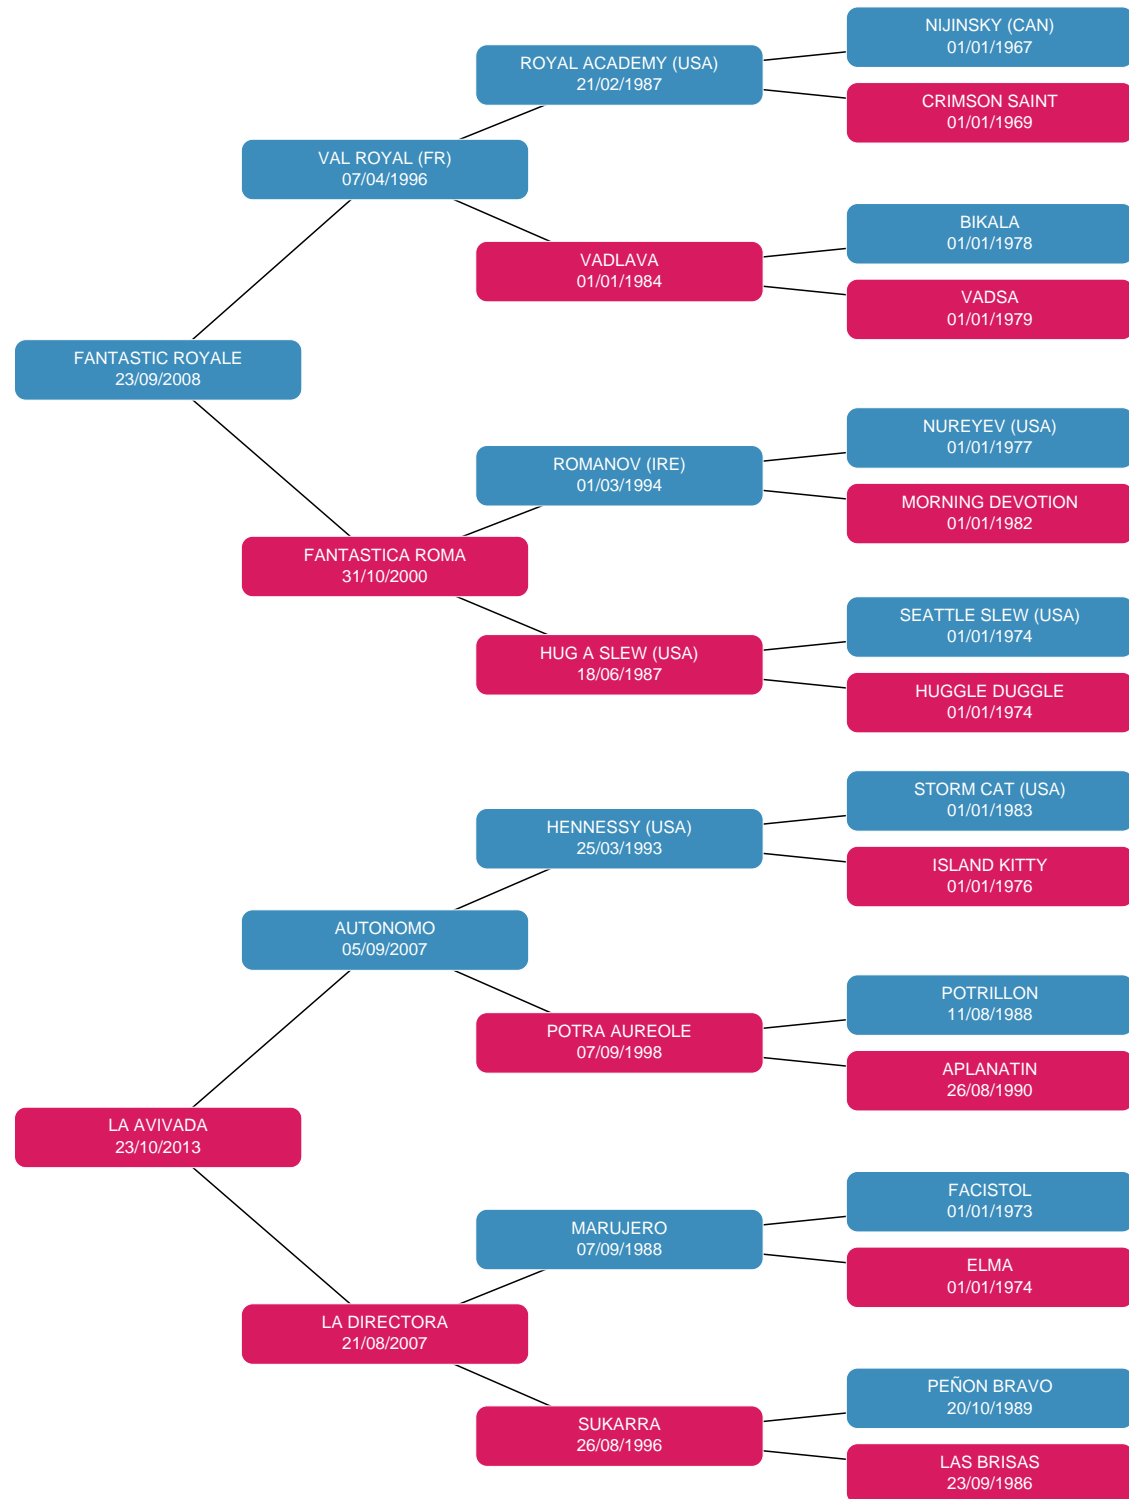 NIJINSKY (CAN)
01/01/1967
ROYAL ACADEMY (USA)
21/02/1987
CRIMSON SAINT
01/01/1969
VAL ROYAL (FR)
07/04/1996
BIKALA
01/01/1978
VADLAVA
01/01/1984
VADSA
01/01/1979
FANTASTIC ROYALE
23/09/2008
NUREYEV (USA)
01/01/1977
ROMANOV (IRE)
01/03/1994
MORNING DEVOTION
01/01/1982
FANTASTICA ROMA
31/10/2000
SEATTLE SLEW (USA)
01/01/1974
HUG A SLEW (USA)
18/06/1987
HUGGLE DUGGLE
01/01/1974
STORM CAT (USA)
01/01/1983
HENNESSY (USA)
25/03/1993
ISLAND KITTY
01/01/1976
AUTONOMO
05/09/2007
POTRILLON
11/08/1988
POTRA AUREOLE
07/09/1998
APLANATIN
26/08/1990
LA AVIVADA
23/10/2013
FACISTOL
01/01/1973
MARUJERO
07/09/1988
ELMA
01/01/1974
LA DIRECTORA
21/08/2007
PEÑON BRAVO
20/10/1989
SUKARRA
26/08/1996
LAS BRISAS
23/09/1986